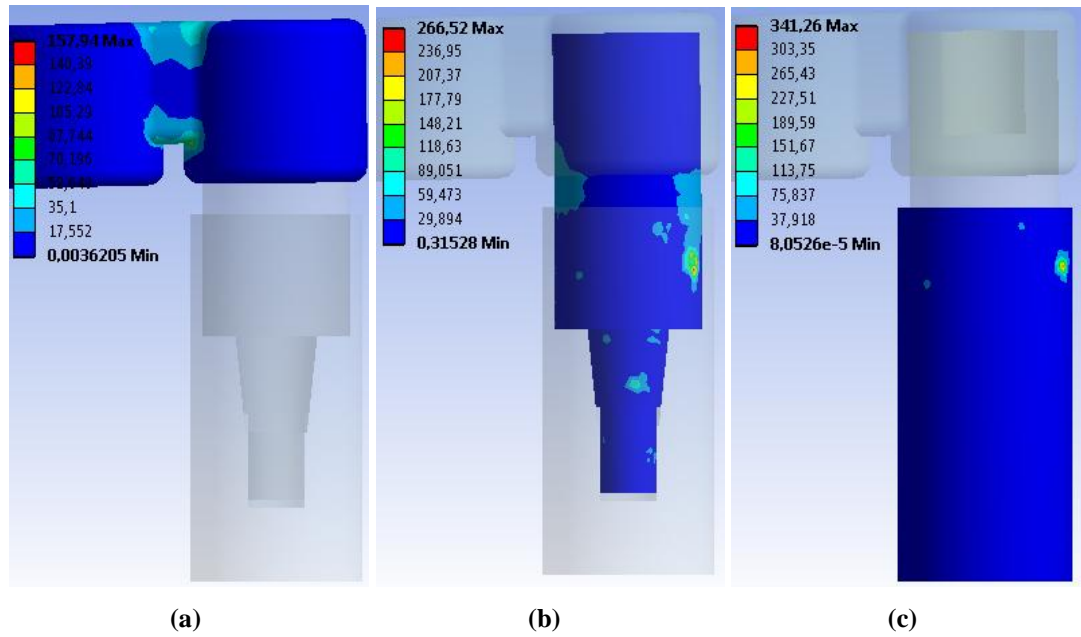 157,94 Max
140,39
122,84
105,29
87,744
70,196
35,1
17,552
0,0036205 Min
266,52 Max
236,95
207,37
177,79
148,21
118,63
89,051
59,473
29,894
0,31528 Min
341,26 Max
303,35
265,43
227,51
189,59
151,67
113,75
75,837
37,918
8,0526e-5 Min
(a)
(b)
(c)